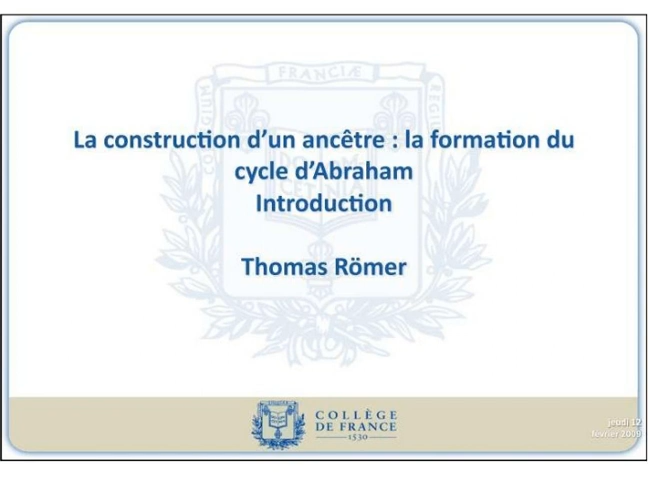 FRANCIÆ
La construction d'un ancêtre : la formation du
cycle d'Abraham
Introduction
Thomas Römer
COLLÈGE
DE FRANCE
1530
jeudi 12
février 2009